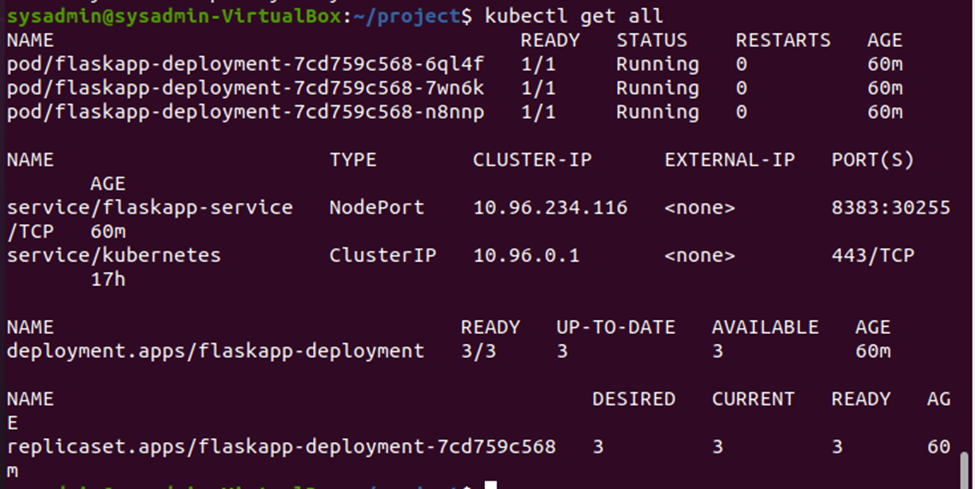 sysadmin@sysadmin-VirtualBox:~/project$ kubectl get all
NAME READY STATUS RESTARTS AGE
pod/flaskapp-deployment-7cd759c568-6ql4f 1/1 Running 0 60m
pod/flaskapp-deployment-7cd759c568-7wn6k 1/1 Running 0 60m
pod/flaskapp-deployment-7cd759c568-n8nnp 1/1 Running 0 60m
NAME TYPE CLUSTER-IP EXTERNAL-IP PORT(S)
AGE
service/flaskapp-service NodePort 10.96.234.116 <none> 8383:30255
/TCP 60m
service/kubernetes ClusterIP 10.96.0.1 <none> 443/TCP
17h
NAME READY UP-TO-DATE AVAILABLE AGE
deployment.apps/flaskapp-deployment 3/3 3 3 60m
NAME DESIRED CURRENT READY AG
E
replicaset.apps/flaskapp-deployment-7cd759c568 3 3 3 60
m